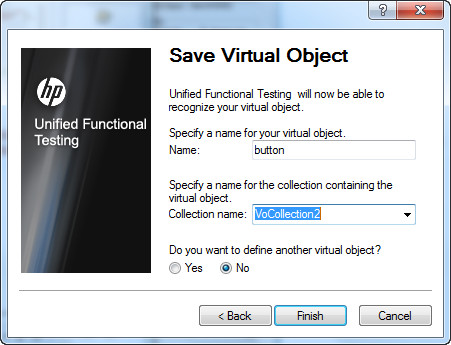 ?
Save Virtual Object
hp
Unified Functional
Testing
Unified Functional Testing will now be able to
recognize your virtual object.
Specify a name for your virtual object.
Name: button
Specify a name for the collection containing the
virtual object.
Collection name: VoCollection2
Do you want to define another virtual object?
Yes No
< Back Finish Cancel